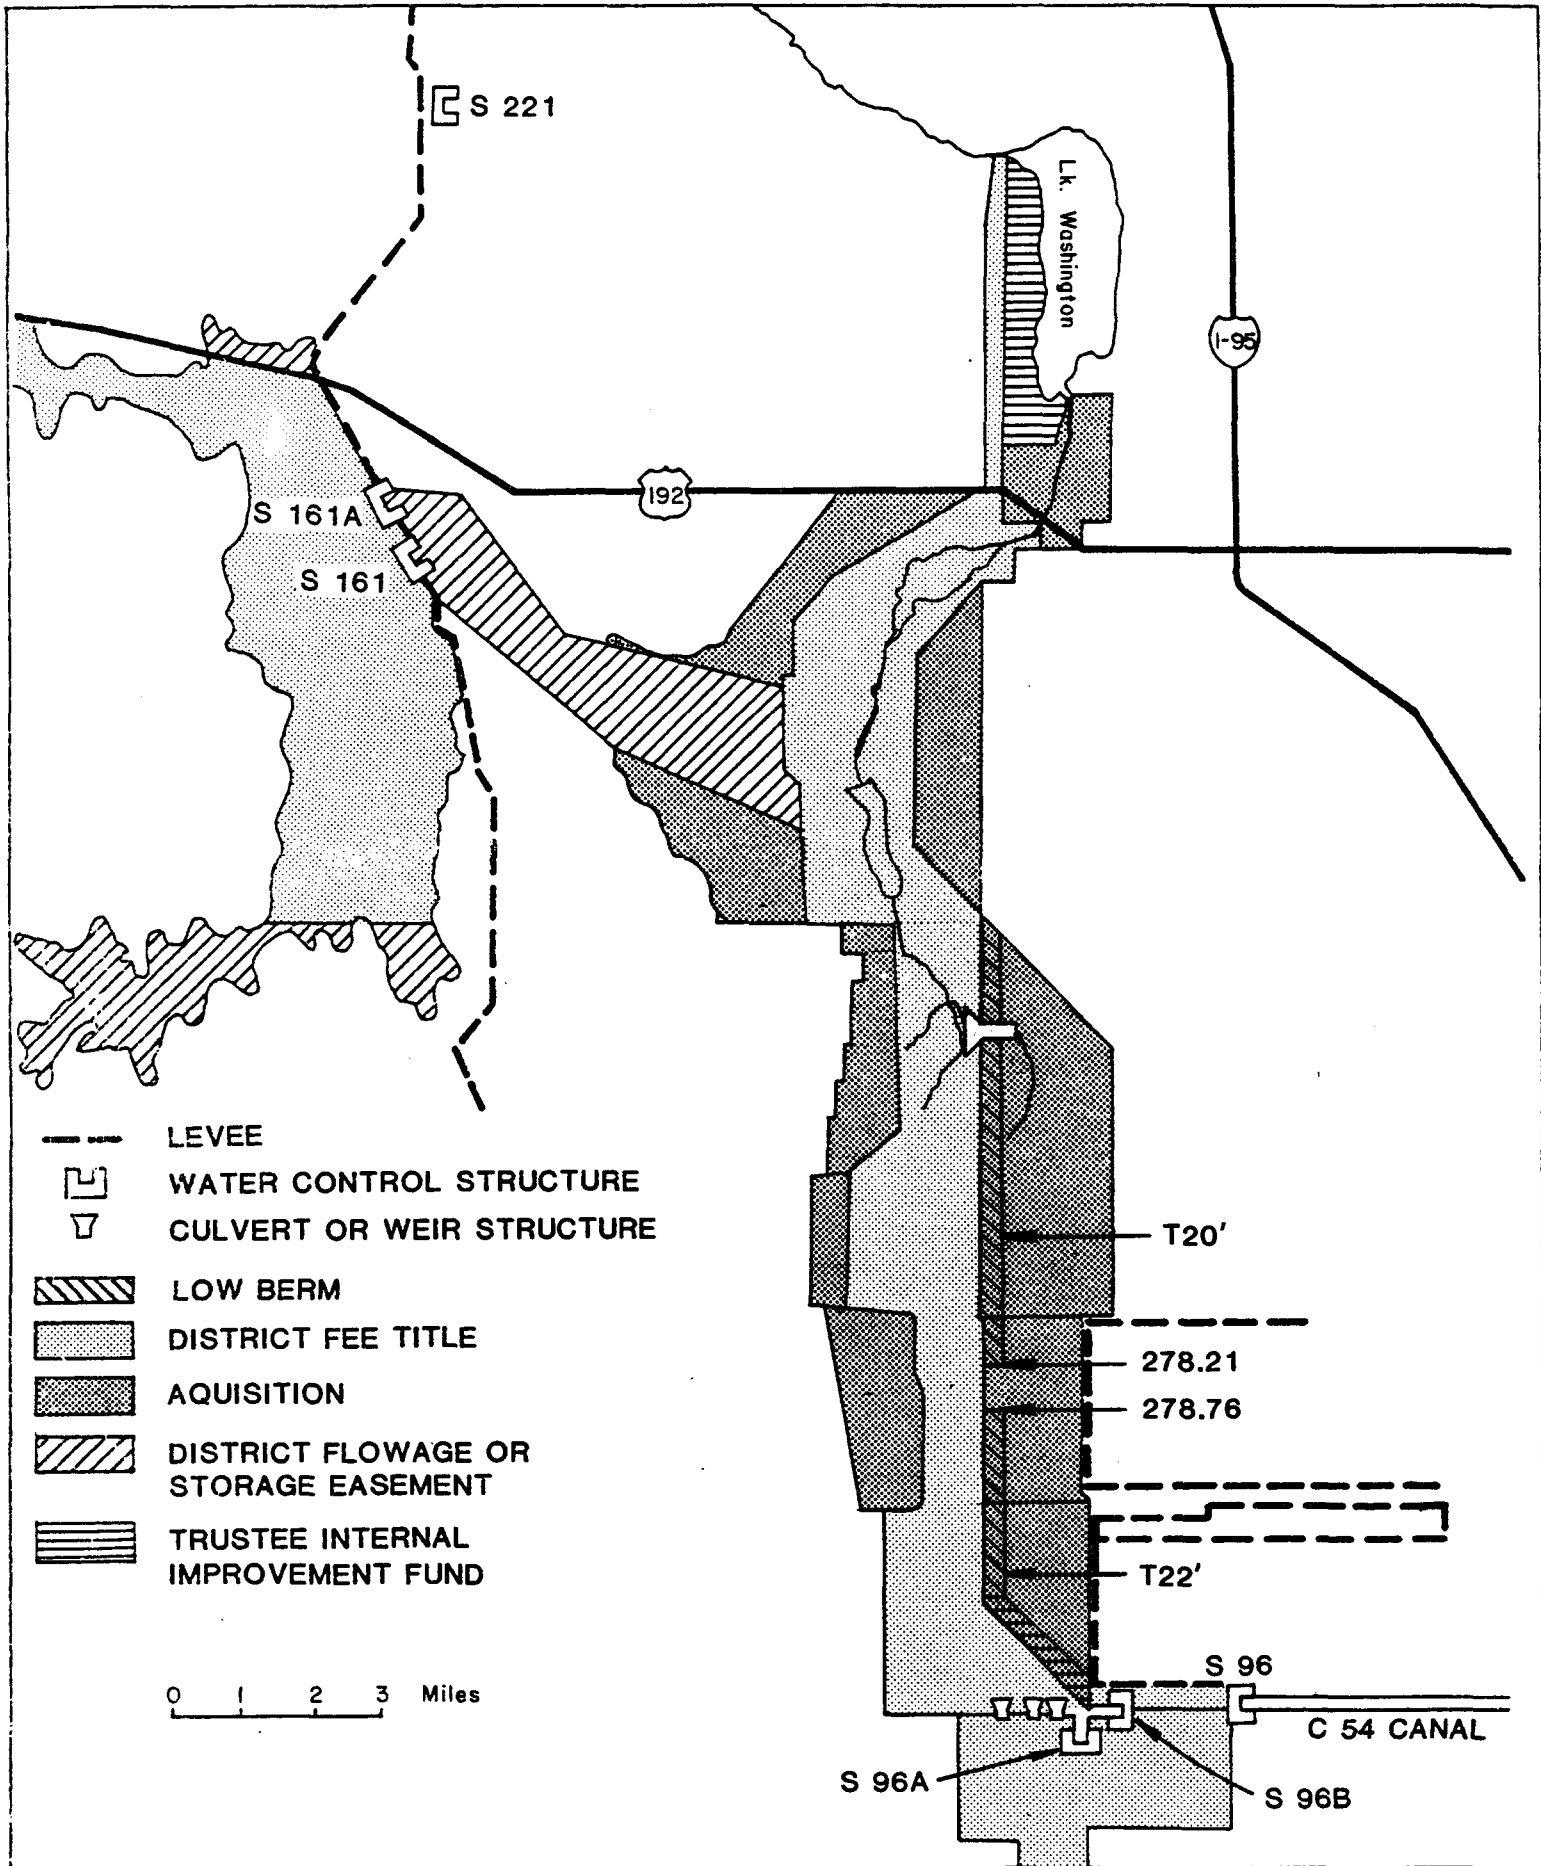 S 221
Lk. Washington
I-95
192
S 161A
S 161
LEVEE
WATER CONTROL STRUCTURE
CULVERT OR WEIR STRUCTURE
LOW BERM
DISTRICT FEE TITLE
AQUISITION
DISTRICT FLOWAGE OR
STORAGE EASEMENT
TRUSTEE INTERNAL
IMPROVEMENT FUND
0 1 2 3 Miles
T20'
278.21
278.76
T22'
S 96
C 54 CANAL
S 96A
S 96B